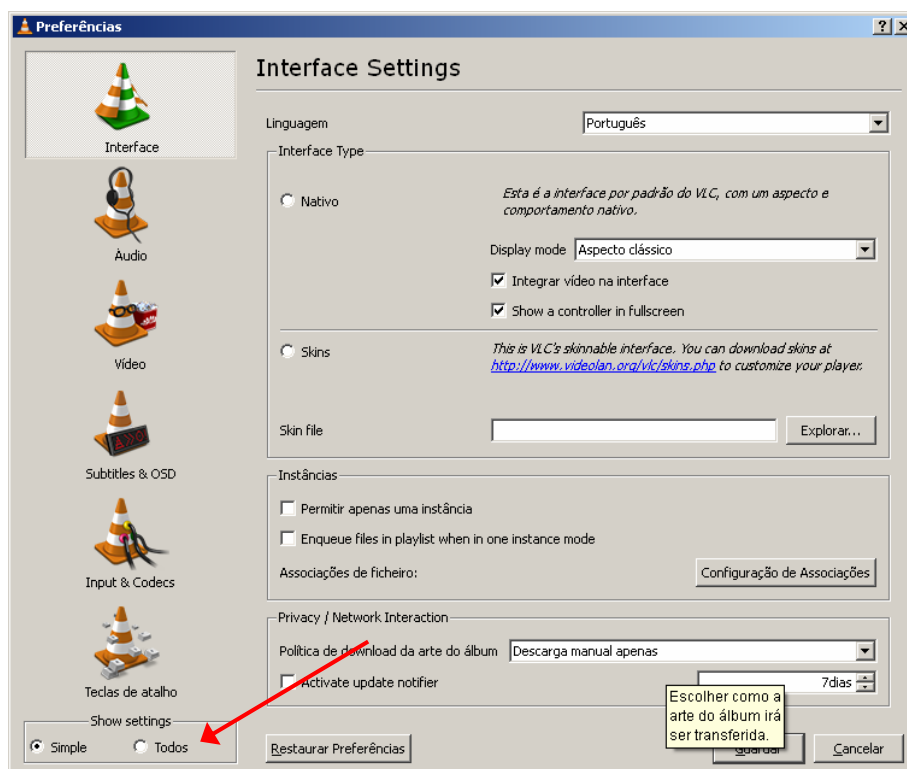 Preferências
Interface
Àudio
Vídeo
Subtitles & OSD
Input & Codecs
Teclas de atalho
Show settings
Simple
Todos
Interface Settings
Linguagem
Português
Interface Type
Nativo
Esta é a interface por padrão do VLC, com um aspecto e
comportamento nativo.
Display mode
Aspecto clássico
Integrar vídeo na interface
Show a controller in fullscreen
Skins
This is VLC's skinnable interface. You can download skins at
http://www.videolan.org/vlc/skins.php to customize your player.
Skin file
Explorar...
Instâncias
Permitir apenas uma instância
Enqueue files in playlist when in one instance mode
Associações de ficheiro:
Configuração de Associações
Privacy / Network Interaction
Política de download da arte do álbum
Descarga manual apenas
Activate update notifier
7dias
Escolher como a
arte do álbum irá
ser transferida.
Restaurar Preferências
Guardar
Cancelar